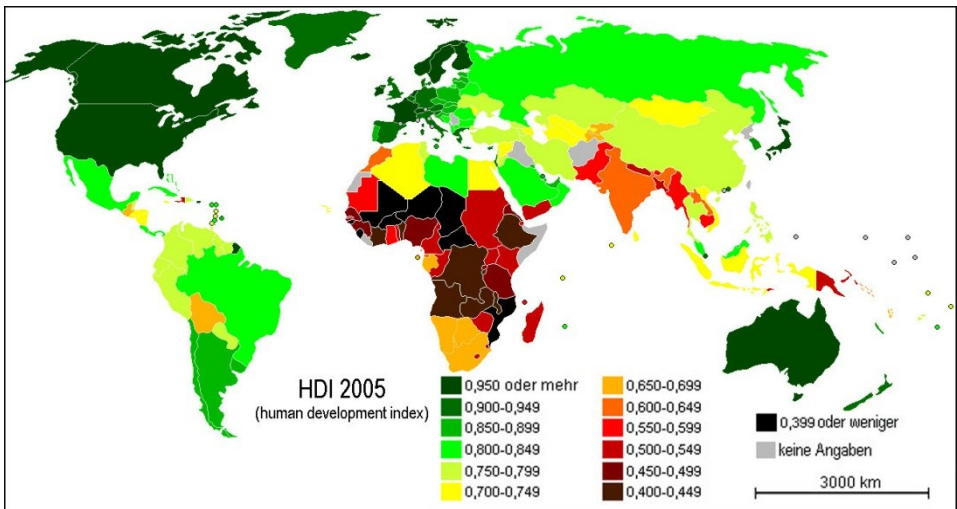 HDI 2005
(human development index)
0,950 oder mehr
0,900-0,949
0,850-0,899
0,800-0,849
0,750-0,799
0,700-0,749
0,650-0,699
0,600-0,649
0,550-0,599
0,500-0,549
0,450-0,499
0,400-0,449
0,399 oder weniger
keine Angaben
3000 km